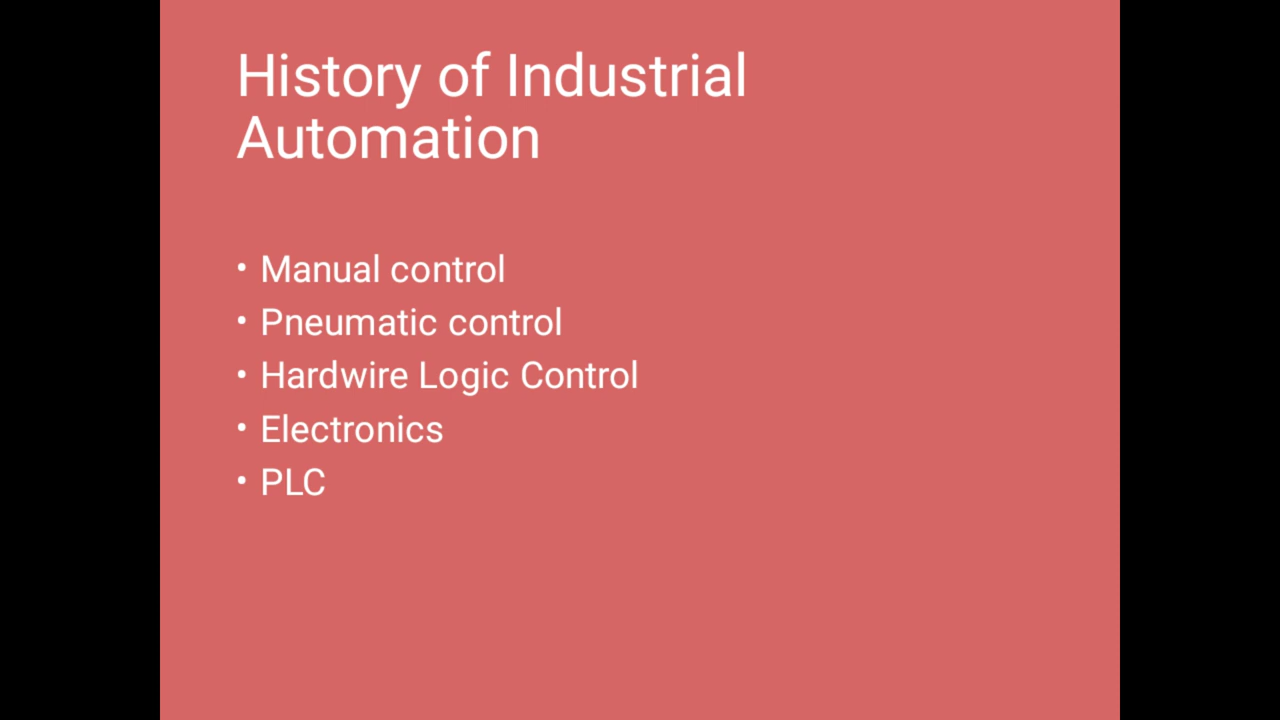 History of Industrial
Automation
• Manual control
• Pneumatic control
• Hardwire Logic Control
• Electronics
• PLC